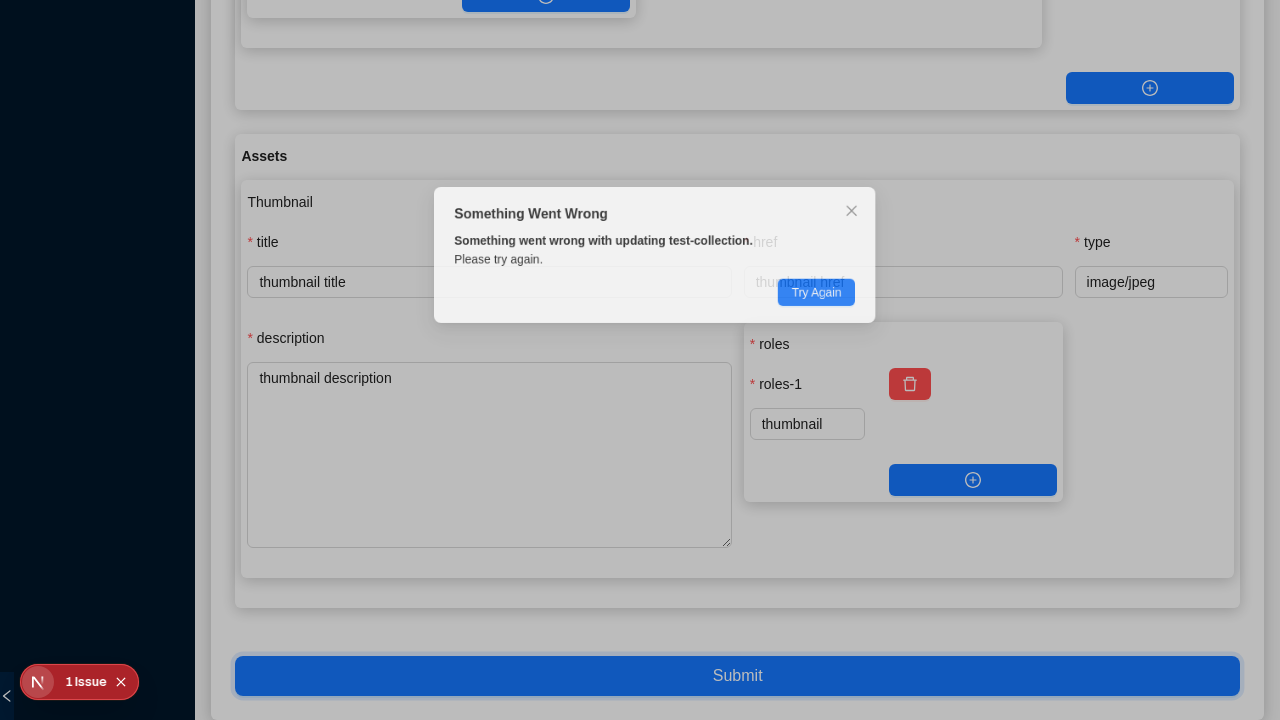 Assets
Thumbnail
Something Went Wrong
* title
Something went wrong with updating test-collection.
href
* type
Please try again.
thumbnail title
thumbnail href
image/jpeg
Try Again
* description
* roles
thumbnail description
* roles-1
thumbnail
Submit
1 Issue